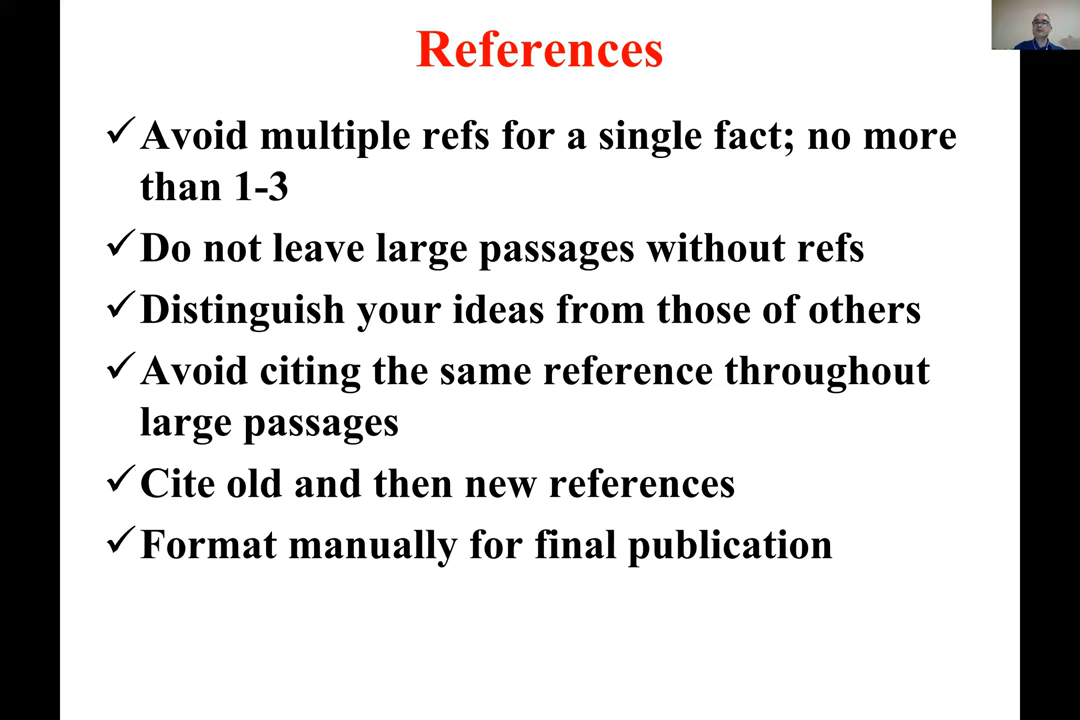 References
✓Avoid multiple refs for a single fact; no more
than 1-3
✓Do not leave large passages without refs
✓Distinguish your ideas from those of others
✓Avoid citing the same reference throughout
large passages
✓Cite old and then new references
✓Format manually for final publication